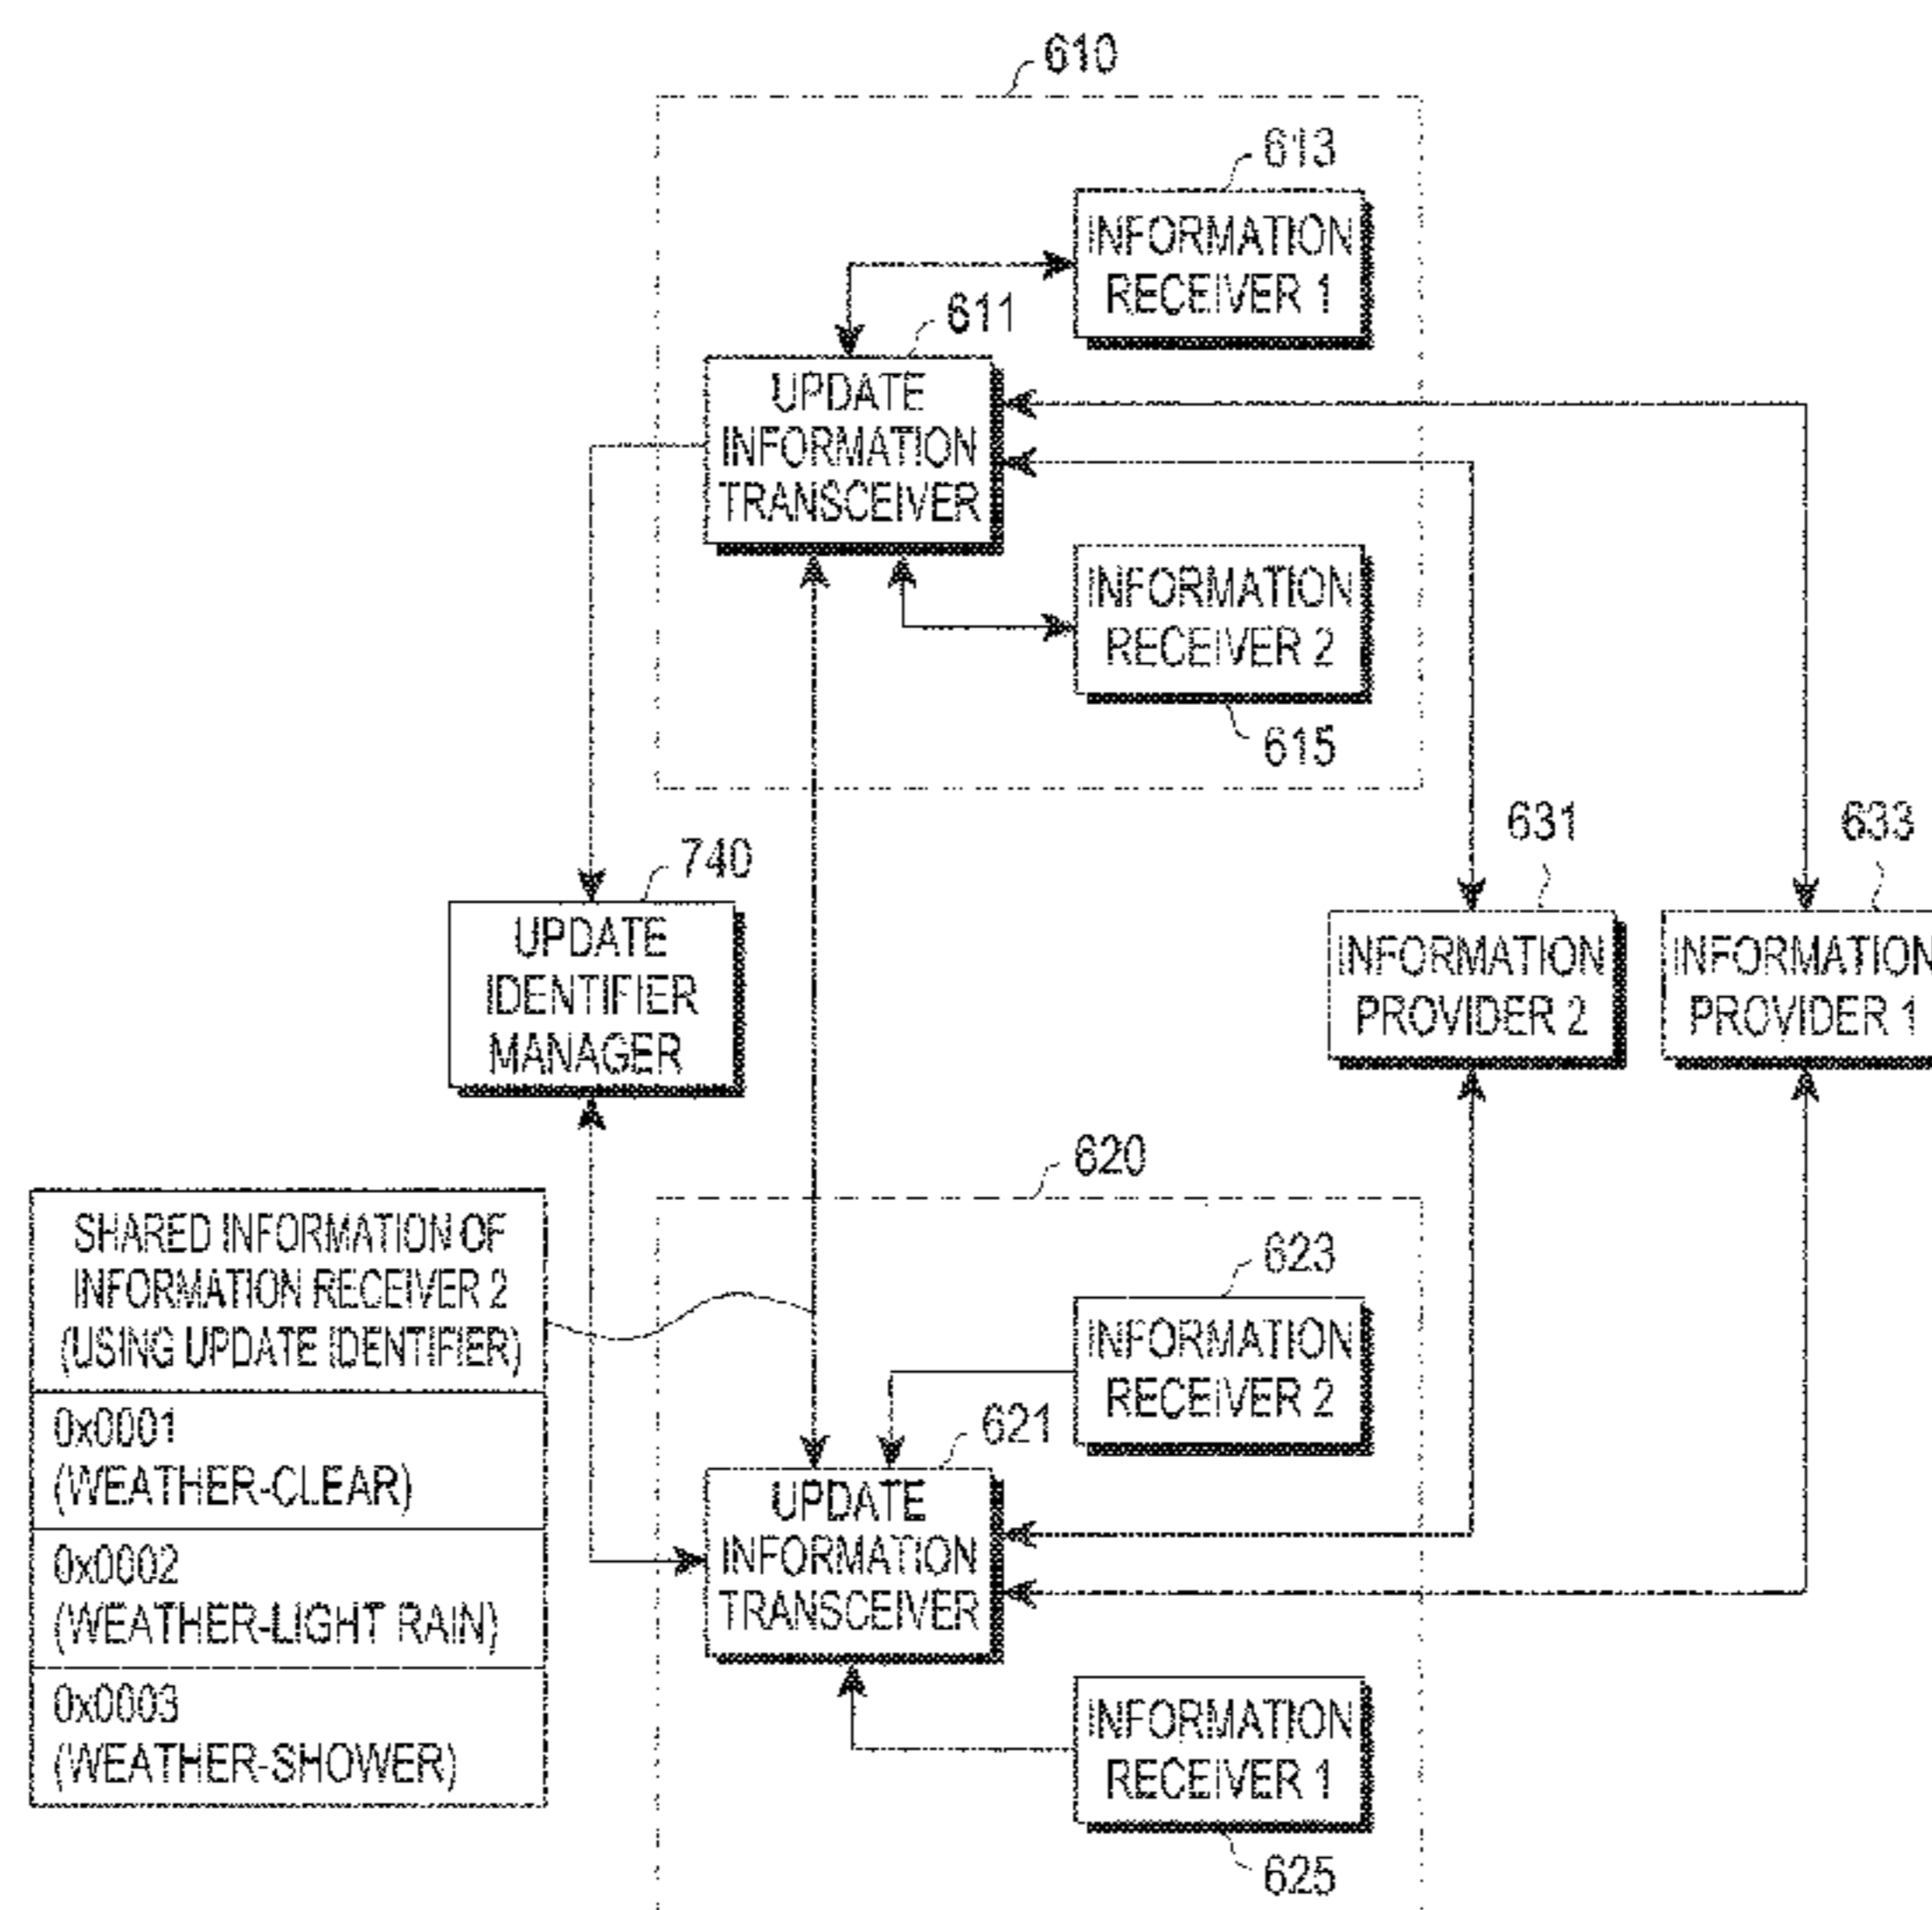 610
613
INFORMATION
RECEIVER 1
611
UPDATE
INFORMATION
TRANSCEIVER
INFORMATION
RECEIVER 2
615
631
633
740
UPDATE
IDENTIFIER
MANAGER
INFORMATION
PROVIDER 2
INFORMATION
PROVIDER 1
620
SHARED INFORMATION OF
INFORMATION RECEIVER 2
(USING UPDATE IDENTIFIER)
0x0001
(WEATHER-CLEAR)
0x0002
(WEATHER-LIGHT RAIN)
0x0003
(WEATHER-SHOWER)
623
INFORMATION
RECEIVER 2
621
UPDATE
INFORMATION
TRANSCEIVER
INFORMATION
RECEIVER 1
625